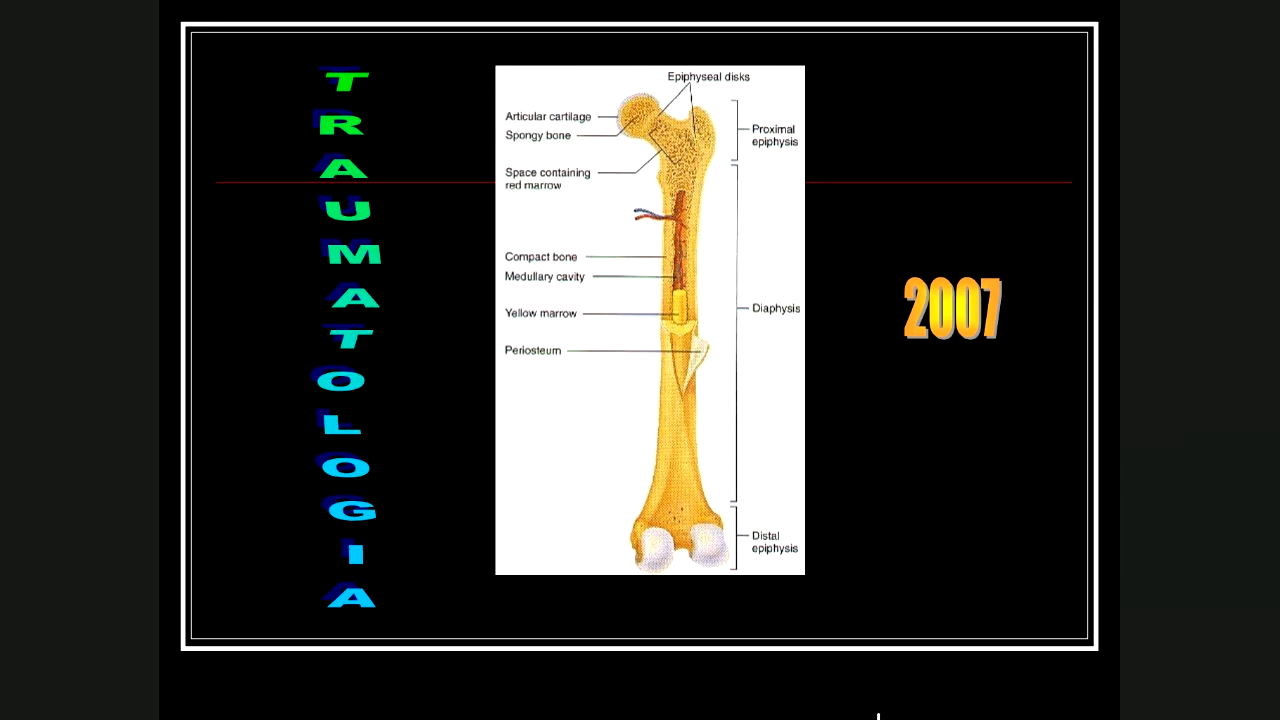 TRAUMATOLOGIA
Epiphyseal disks
Articular cartilage
Spongy bone
Space containing
red marrow
Compact bone
Medullary cavity
Yellow marrow
Periosteum
Proximal
epiphysis
Diaphysis
Distal
epiphysis
2007